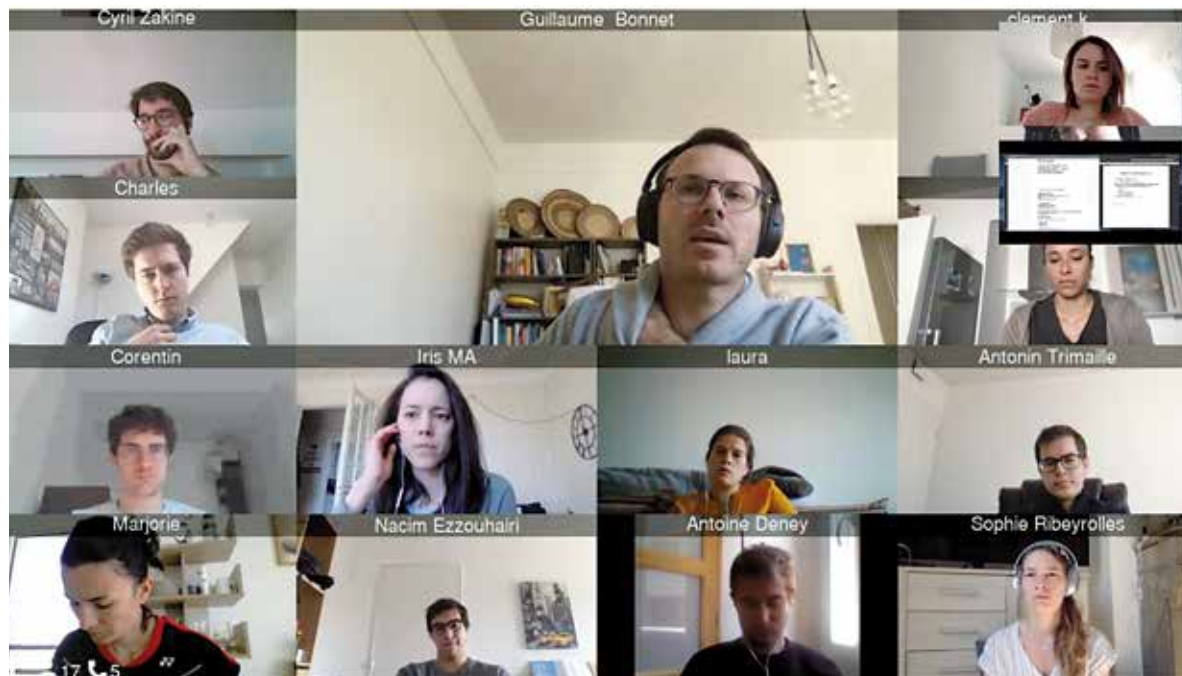 Cyril Zakine
Guillaume Bonnet
clement k
Charles
Corentin
Iris MA
laura
Antonin Trimaille
Marjorie
Nacim Ezzouhairi
Antoine Deney
Sophie Ribeyrolles
17 5